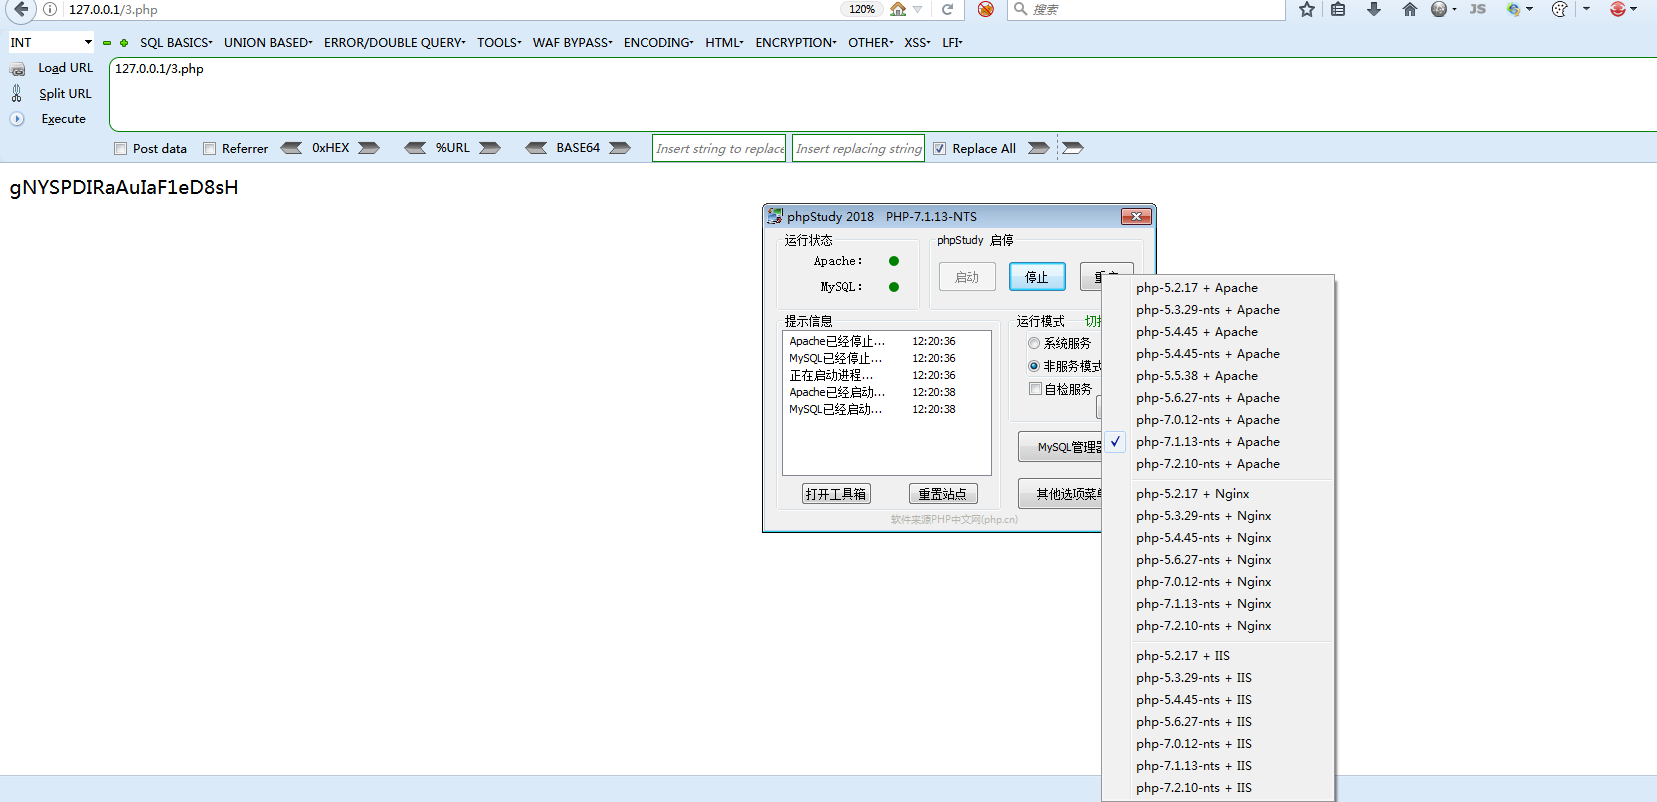 127.0.0.1/3.php
120%
搜索
JS
INT
SQL BASICS UNION BASED ERROR/DOUBLE QUERY TOOLS WAF BYPASS ENCODING HTML ENCRYPTION OTHER XSS LFI
Load URL
127.0.0.1/3.php
Split URL
Execute
Post data Referrer 0xHEX %URL BASE64 Insert string to replace Insert replacing string Replace All
gNYSPDIRaAuIaF1eD8sH
phpStudy 2018 PHP-7.1.13-NTS
运行状态
Apache:
MySQL:
phpStudy 启停
启动 停止
提示信息
Apache已经停止... 12:20:36
MySQL已经停止... 12:20:36
正在启动进程... 12:20:36
Apache已经启动... 12:20:38
MySQL已经启动... 12:20:38
打开工具箱 重置站点
运行模式
系统服务
非服务模式
自检服务
MySQL管理器
其他选项菜单
软件来源PHP中文网(php.cn)
php-5.2.17 + Apache
php-5.3.29-nts + Apache
php-5.4.45 + Apache
php-5.4.45-nts + Apache
php-5.5.38 + Apache
php-5.6.27-nts + Apache
php-7.0.12-nts + Apache
php-7.1.13-nts + Apache
php-7.2.10-nts + Apache
php-5.2.17 + Nginx
php-5.3.29-nts + Nginx
php-5.4.45-nts + Nginx
php-5.6.27-nts + Nginx
php-7.0.12-nts + Nginx
php-7.1.13-nts + Nginx
php-7.2.10-nts + Nginx
php-5.2.17 + IIS
php-5.3.29-nts + IIS
php-5.4.45-nts + IIS
php-5.6.27-nts + IIS
php-7.0.12-nts + IIS
php-7.1.13-nts + IIS
php-7.2.10-nts + IIS